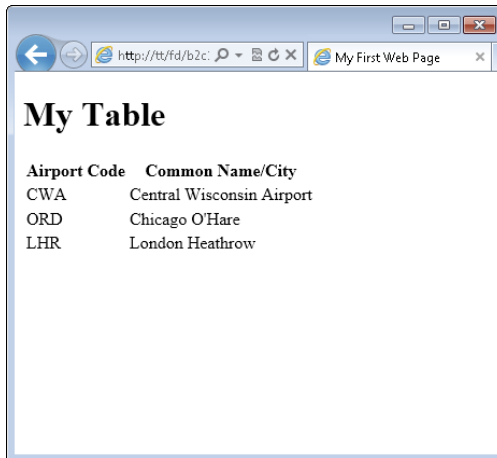 http://tt/fd/b2c: My First Web Page
My Table
Airport Code Common Name/City
CWA Central Wisconsin Airport
ORD Chicago O'Hare
LHR London Heathrow